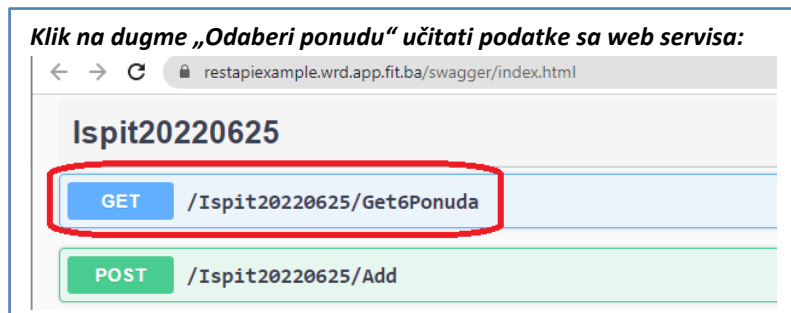 Klik na dugme „Odaberi ponudu“ učitati podatke sa web servisa:
restapiexample.wrd.app.fit.ba/swagger/index.html
Ispit20220625
GET /Ispit20220625/Get6Ponuda
POST /Ispit20220625/Add